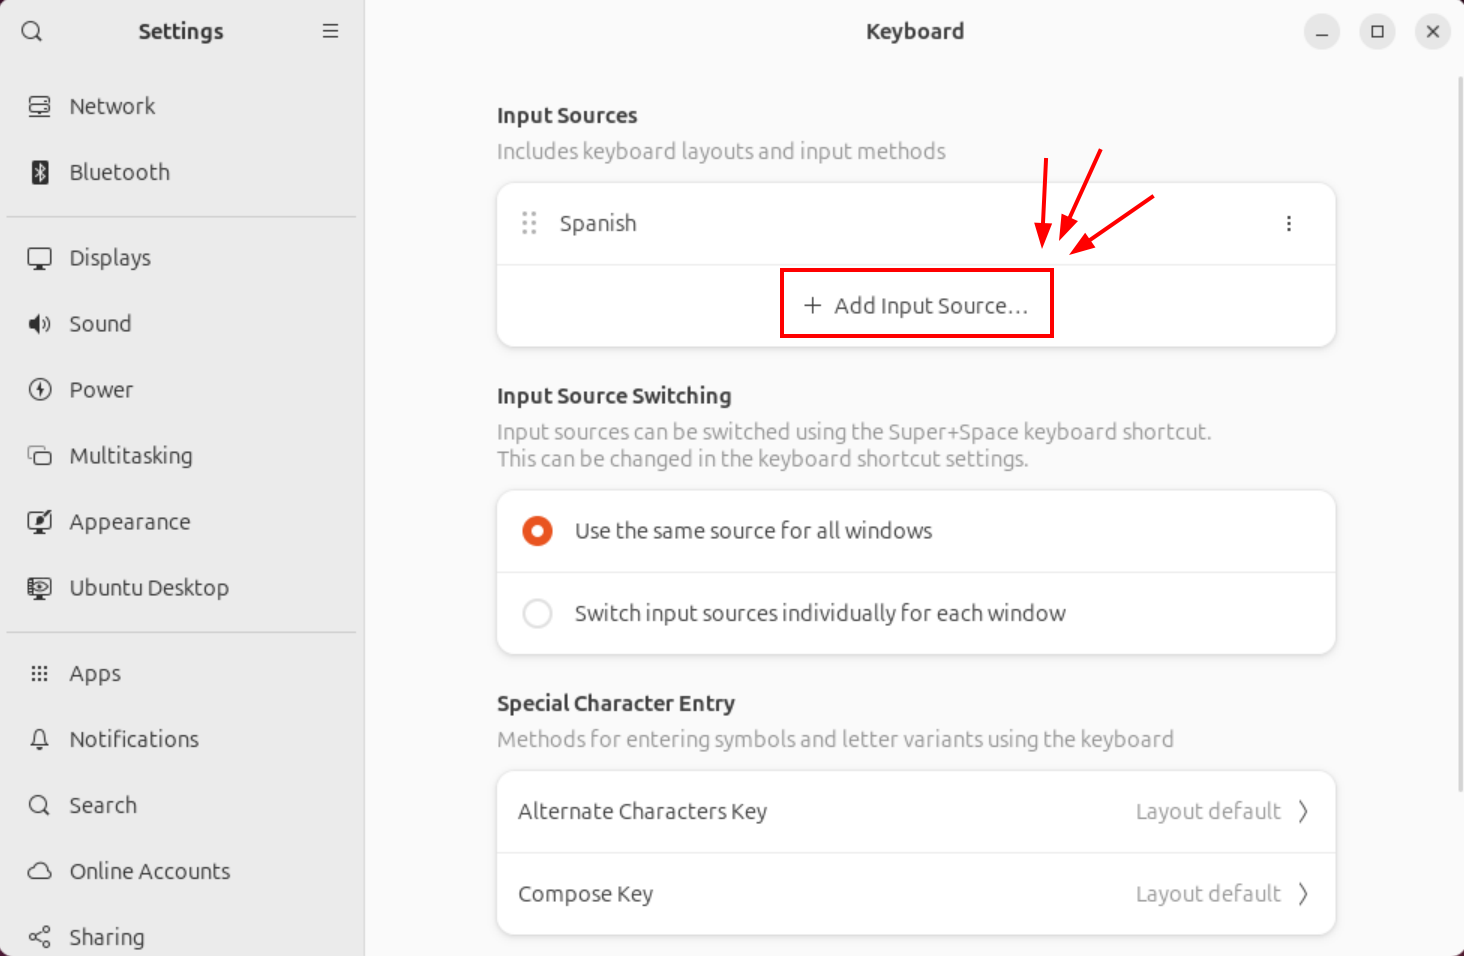 Settings
Network
Bluetooth
Displays
Sound
Power
Multitasking
Appearance
Ubuntu Desktop
Apps
Notifications
Search
Online Accounts
Sharing
Keyboard
Input Sources
Includes keyboard layouts and input methods
Spanish
+ Add Input Source...
Input Source Switching
Input sources can be switched using the Super+Space keyboard shortcut.
This can be changed in the keyboard shortcut settings.
Use the same source for all windows
Switch input sources individually for each window
Special Character Entry
Methods for entering symbols and letter variants using the keyboard
Alternate Characters Key Layout default
Compose Key Layout default